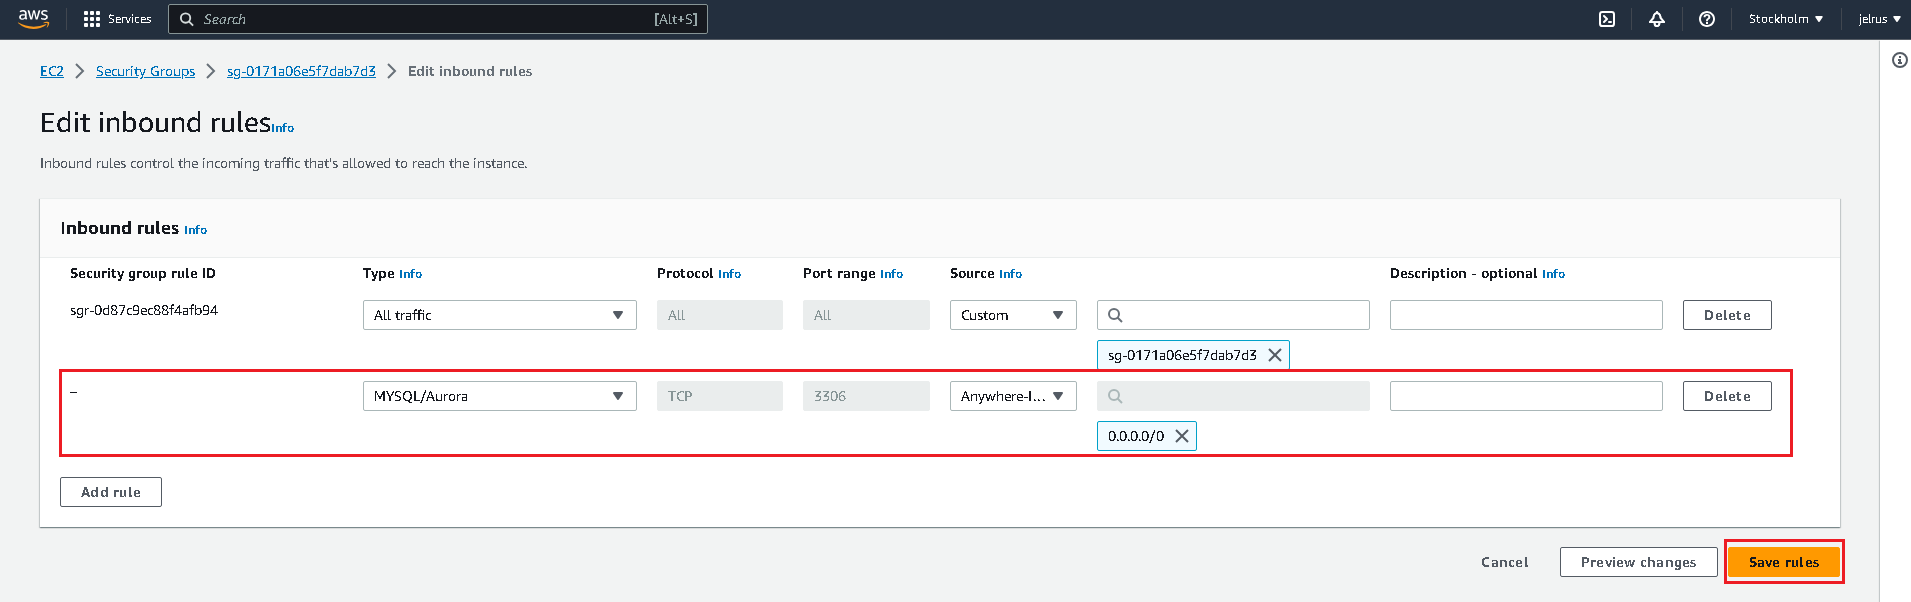 aws Services Search [Alt+S] Stockholm jelrus
EC2 Security Groups sg-0171a06e5f7dab7d3 Edit inbound rules
Edit inbound rules Info
Inbound rules control the incoming traffic that's allowed to reach the instance.
Inbound rules Info
Security group rule ID Type Info Protocol Info Port range Info Source Info Description - optional Info
sgr-0d87c9ec88f4afb94 All traffic All All Custom Delete
sg-0171a06e5f7dab7d3
– MYSQL/Aurora TCP 3306 Anywhere-I... Delete
0.0.0.0/0
Add rule
Cancel Preview changes Save rules